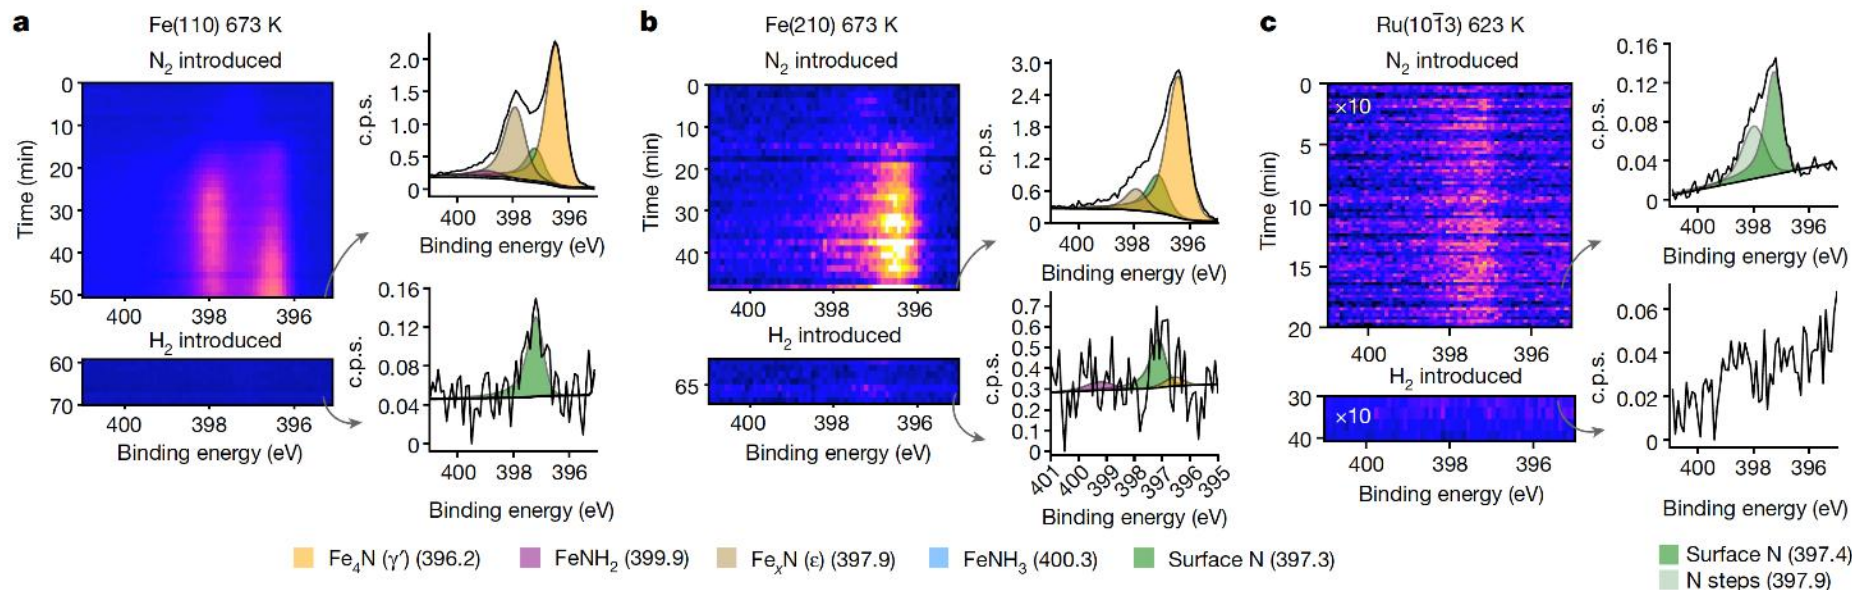 a
Fe(110) 673 K
N₂ introduced
0
10
20
30
40
50
Time (min)
400 398 396
H₂ introduced
60
70
400 398 396
Binding energy (eV)
2.0
1.5
1.0
0.5
0
c.p.s.
400 398 396
Binding energy (eV)
0.16
0.12
0.08
0.04
0
c.p.s.
400 398 396
Binding energy (eV)
b
Fe(210) 673 K
N₂ introduced
0
10
20
30
40
Time (min)
400 398 396
H₂ introduced
65
400 398 396
Binding energy (eV)
3.0
2.4
1.8
1.2
0.6
0
c.p.s.
400 398 396
Binding energy (eV)
0.7
0.6
0.5
0.4
0.3
0.2
0.1
0
c.p.s.
401 400 399 398 397 396 395
Binding energy (eV)
c
Ru(101̅3) 623 K
N₂ introduced
×10
0
5
10
15
20
Time (min)
400 398 396
H₂ introduced
×10
30
40
400 398 396
Binding energy (eV)
0.16
0.12
0.08
0.04
0
c.p.s.
400 398 396
Binding energy (eV)
0.06
0.04
0.02
0
c.p.s.
400 398 396
Binding energy (eV)
Fe₄N (γ′) (396.2)
FeNH₂ (399.9)
FeₓN (ε) (397.9)
FeNH₃ (400.3)
Surface N (397.3)
Surface N (397.4)
N steps (397.9)